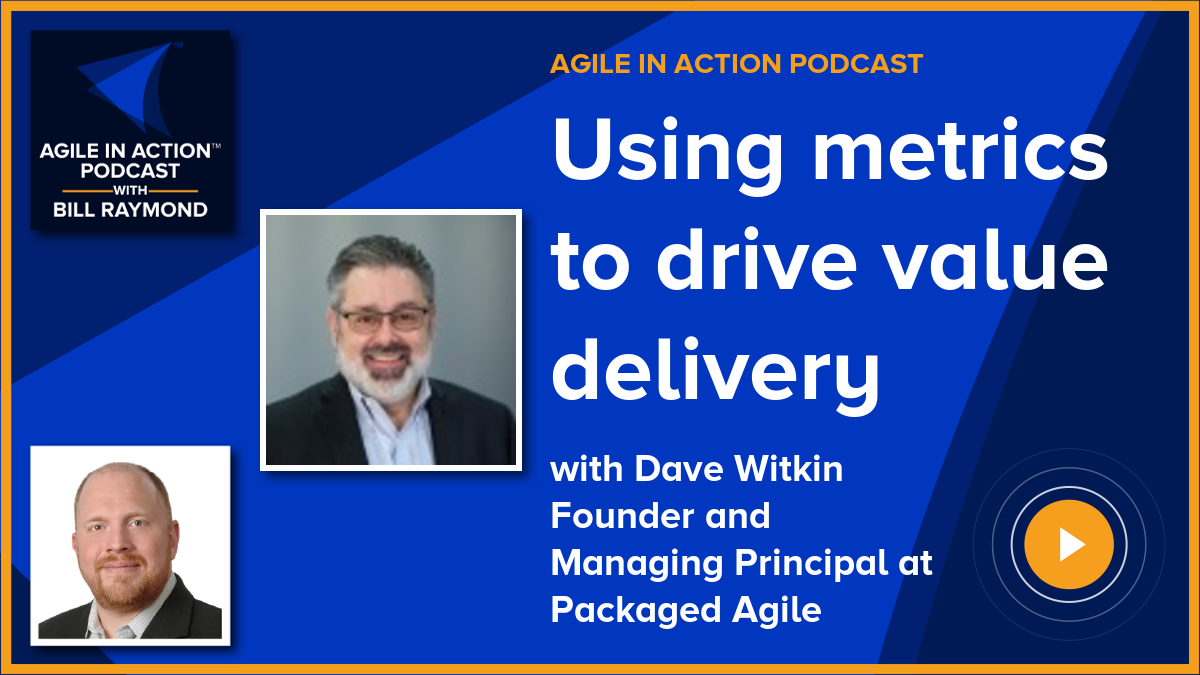 AGILE IN ACTION™
PODCAST
WITH
BILL RAYMOND
AGILE IN ACTION PODCAST
Using metrics
to drive value
delivery
with Dave Witkin
Founder and
Managing Principal at
Packaged Agile